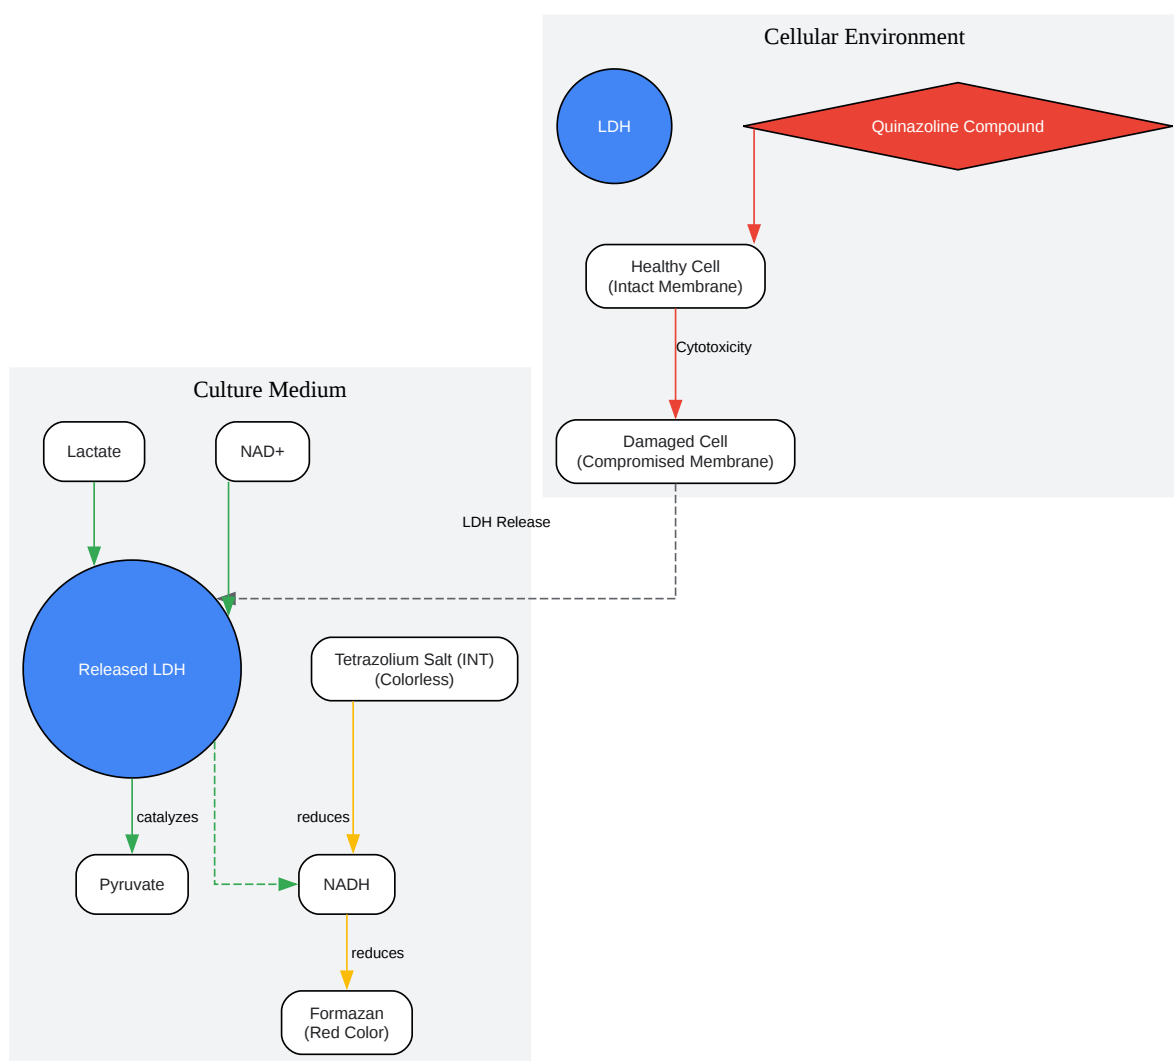 Cellular Environment
LDH
Quinazoline Compound
Healthy Cell
(Intact Membrane)
Cytotoxicity
Damaged Cell
(Compromised Membrane)
Culture Medium
Lactate
NAD+
LDH Release
Released LDH
Tetrazolium Salt (INT)
(Colorless)
catalyzes
reduces
Pyruvate
NADH
reduces
Formazan
(Red Color)